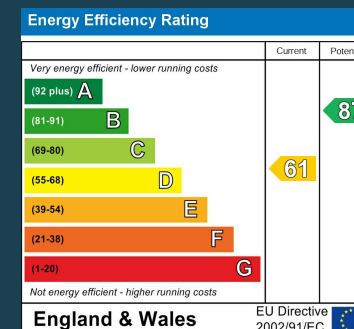 Energy Efficiency Rating
Current
Very energy efficient - lower running costs
(92 plus) A
(81-91) B
(69-80) C
(55-68) D
(39-54) E
(21-38) F
(1-20) G
61
Not energy efficient - higher running costs
England & Wales
EU Directive
2002/91/EC